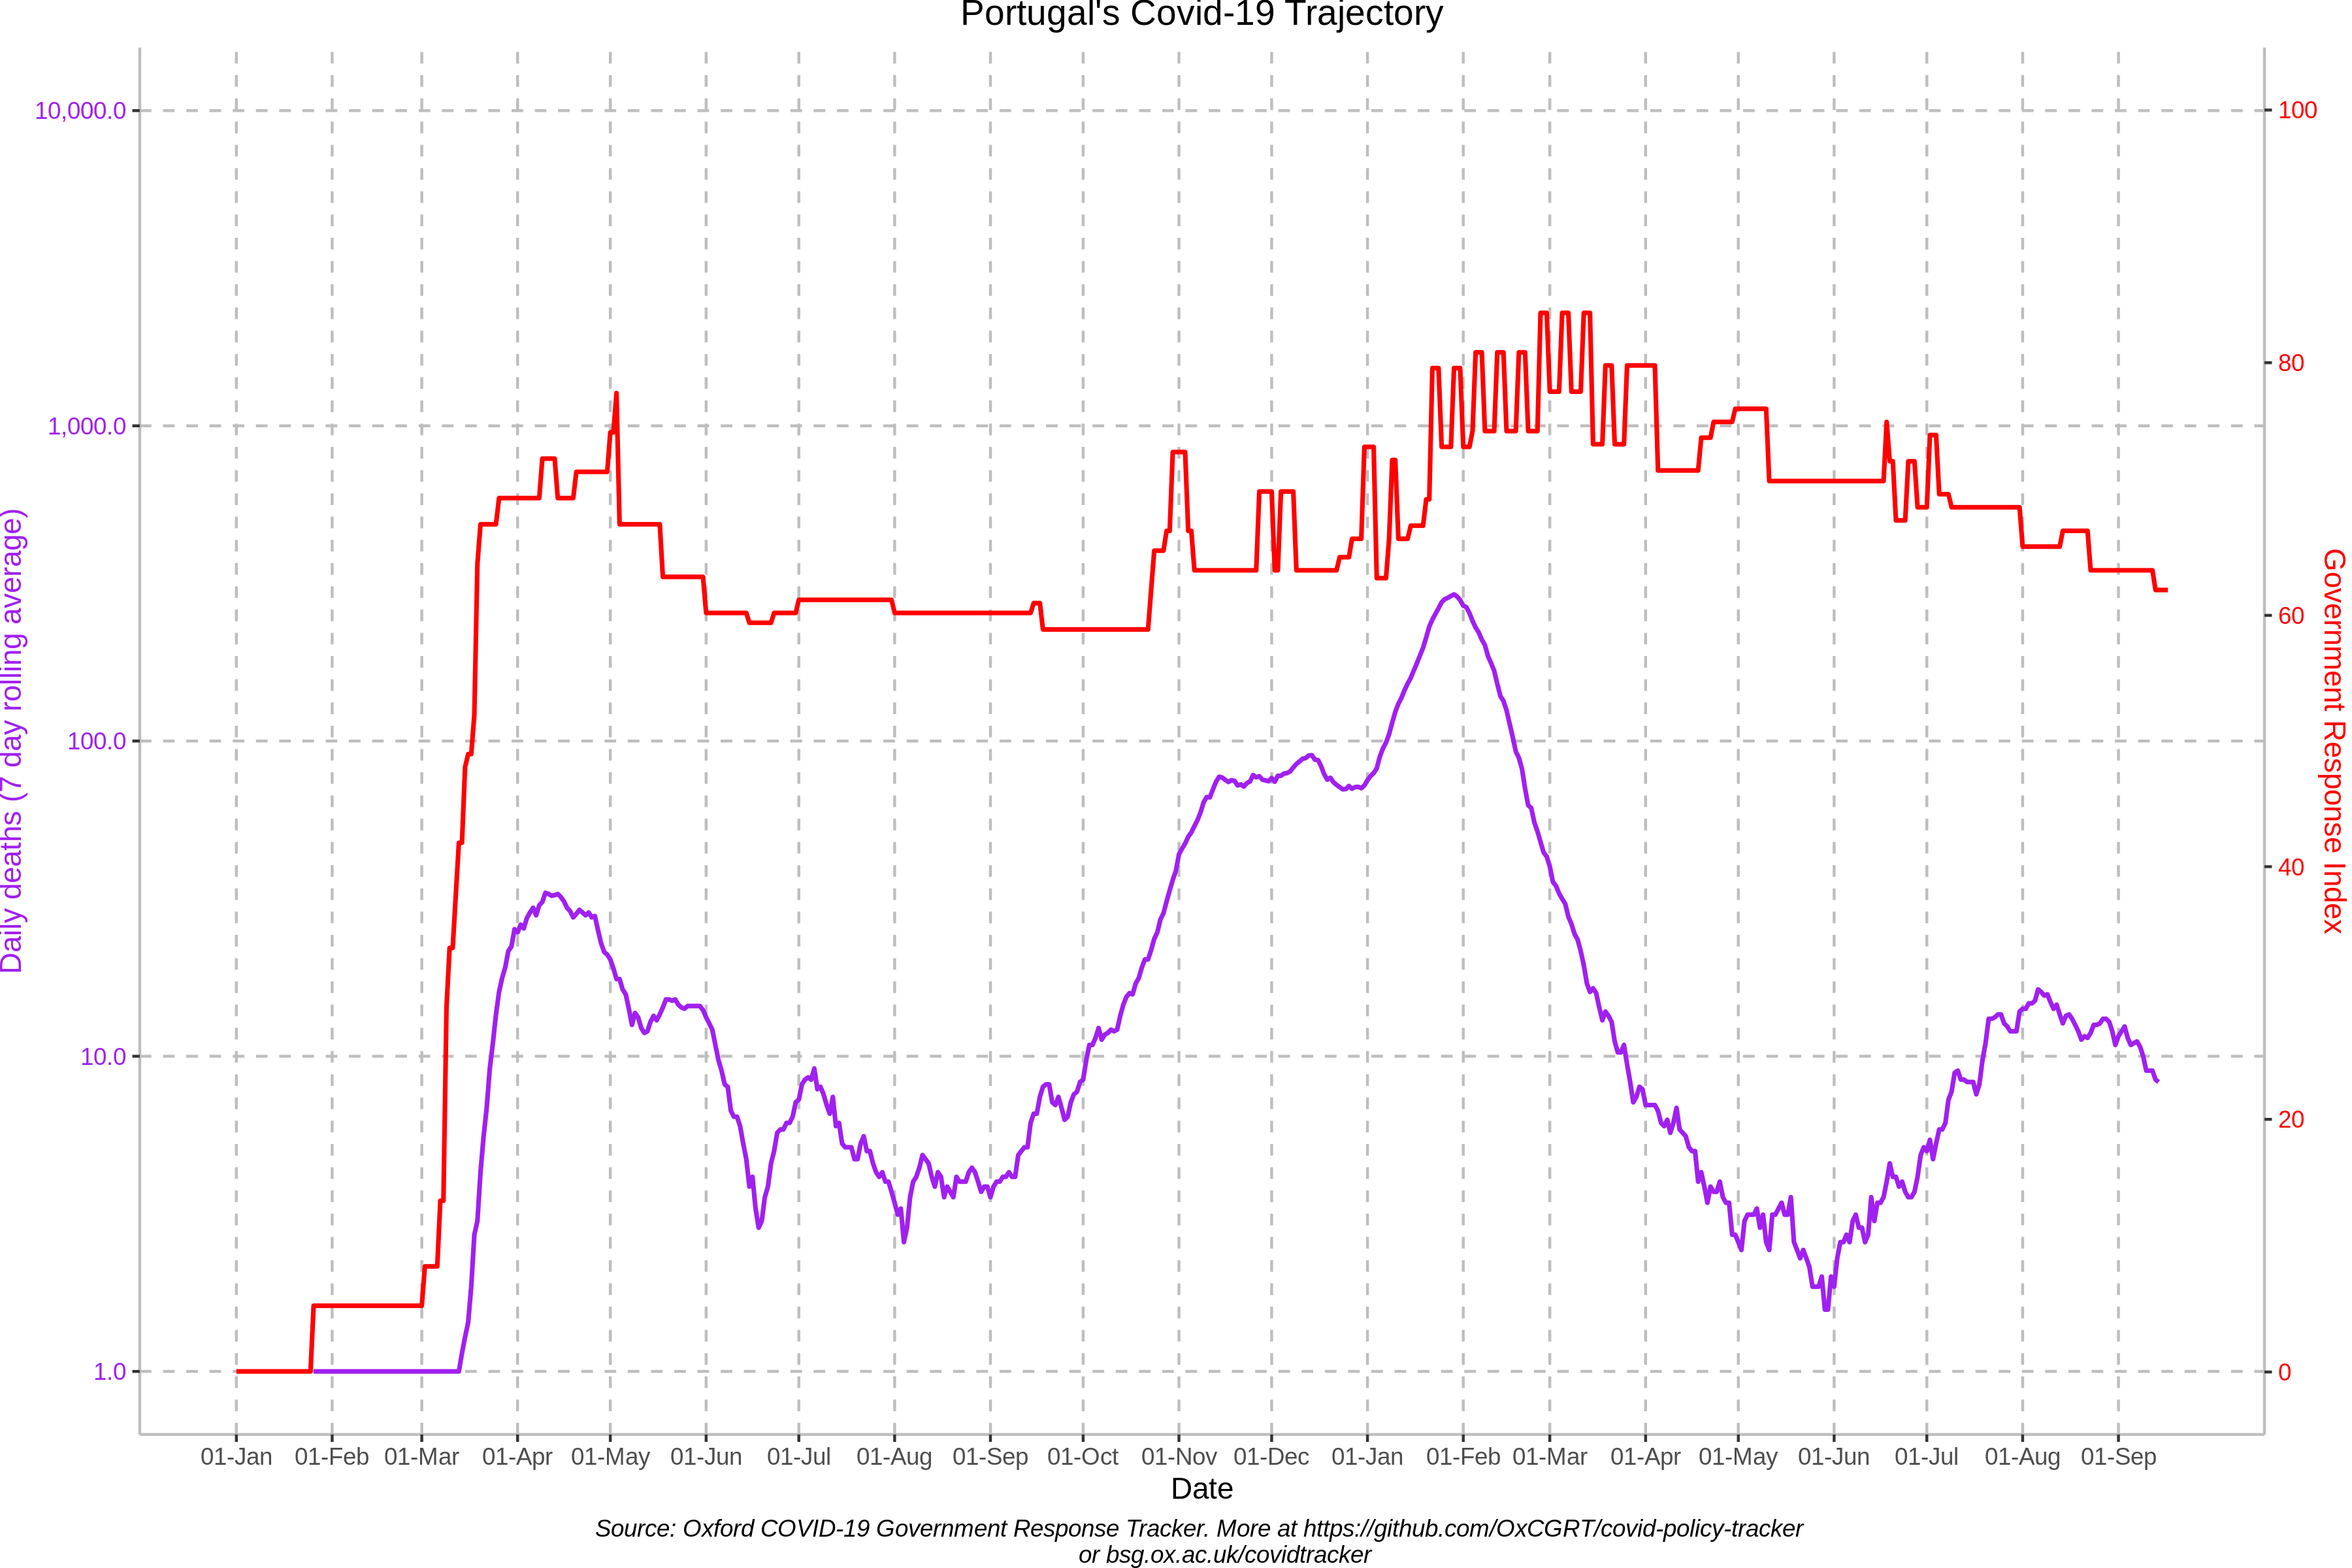 Portugal's Covid-19 Trajectory
10,000.0
1,000.0
100.0
10.0
1.0
Daily deaths (7 day rolling average)
100
80
60
40
20
0
Government Response Index
01-Jan 01-Feb 01-Mar 01-Apr 01-May 01-Jun 01-Jul 01-Aug 01-Sep 01-Oct 01-Nov 01-Dec 01-Jan 01-Feb 01-Mar 01-Apr 01-May 01-Jun 01-Jul 01-Aug 01-Sep
Date
Source: Oxford COVID-19 Government Response Tracker. More at https://github.com/OxCGRT/covid-policy-tracker
or bsg.ox.ac.uk/covidtracker